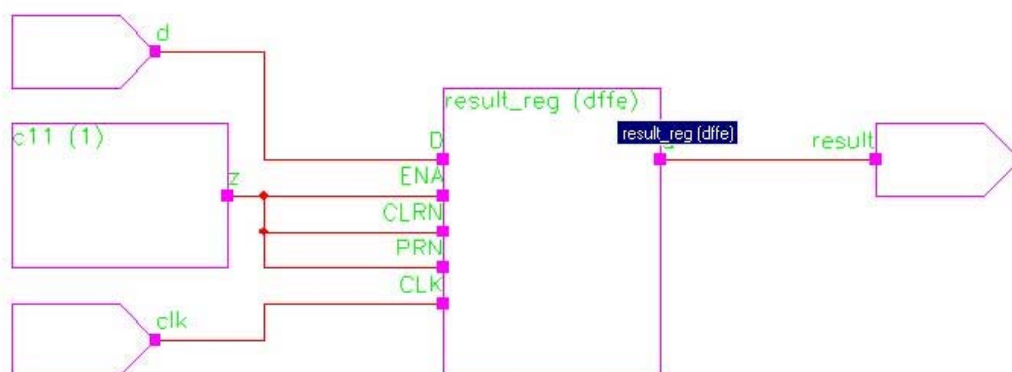 d
result_reg (dffe)
c11 (1)
D
result_reg (dffe)
result
z
ENA
CLRN
PRN
CLK
clk